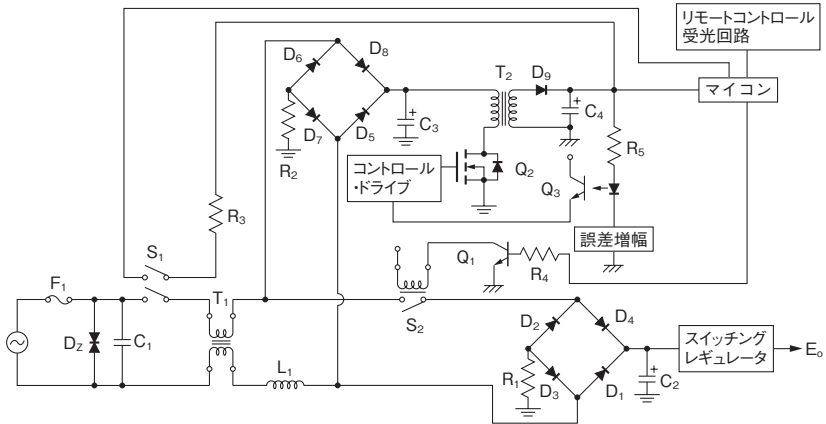 リモートコントロール
受光回路
マイコン
D6
D8
D7
D5
R2
C3
T2
D9
C4
R5
Q2
コントロール
・ドライブ
Q3
誤差増幅
R3
S1
F1
T1
Q1
R4
S2
DZ
C1
L1
D2
D4
R1
D3
D1
C2
スイッチング
レギュレータ
Eo
+
+
+